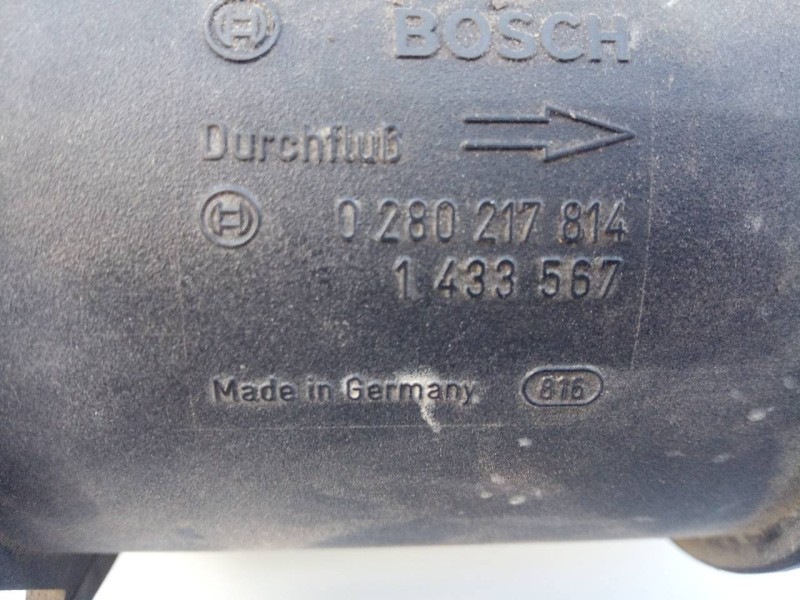 BOSCH
Durchfluß
0 280 217 814
1 433 567
Made in Germany 816